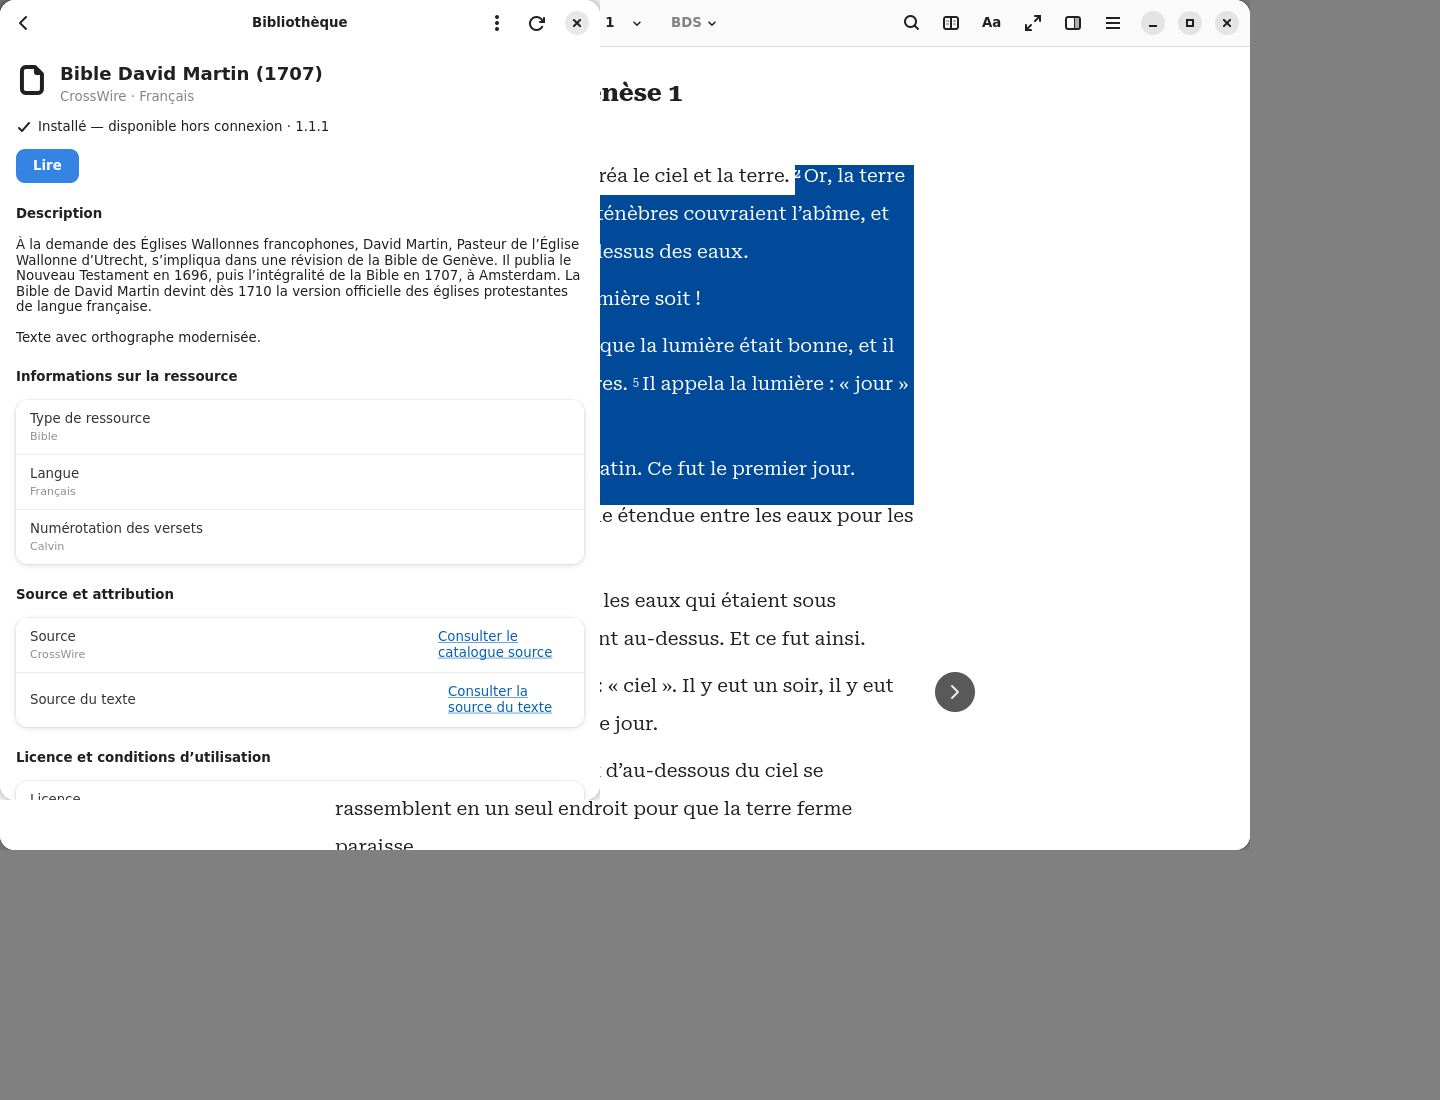 Bibliothèque
Bible David Martin (1707)
CrossWire · Français
Installé — disponible hors connexion · 1.1.1
Lire
Description
À la demande des Églises Wallonnes francophones, David Martin, Pasteur de l’Église
Wallonne d’Utrecht, s’impliqua dans une révision de la Bible de Genève. Il publia le
Nouveau Testament en 1696, puis l’intégralité de la Bible en 1707, à Amsterdam. La
Bible de David Martin devint dès 1710 la version officielle des églises protestantes
de langue française.
Texte avec orthographe modernisée.
Informations sur la ressource
Type de ressource
Bible
Langue
Français
Numérotation des versets
Calvin
Source et attribution
Source
CrossWire
Consulter le
catalogue source
Source du texte
Consulter la
source du texte
Licence et conditions d’utilisation
Licence
1
BDS
Aa
nèse 1
réa le ciel et la terre. 2 Or, la terre
ténèbres couvraient l’abîme, et
dessus des eaux.
mière soit !
que la lumière était bonne, et il
res. 5 Il appela la lumière : « jour »
atin. Ce fut le premier jour.
e étendue entre les eaux pour les
les eaux qui étaient sous
nt au-dessus. Et ce fut ainsi.
: « ciel ». Il y eut un soir, il y eut
e jour.
d’au-dessous du ciel se
rassemblent en un seul endroit pour que la terre ferme
paraisse